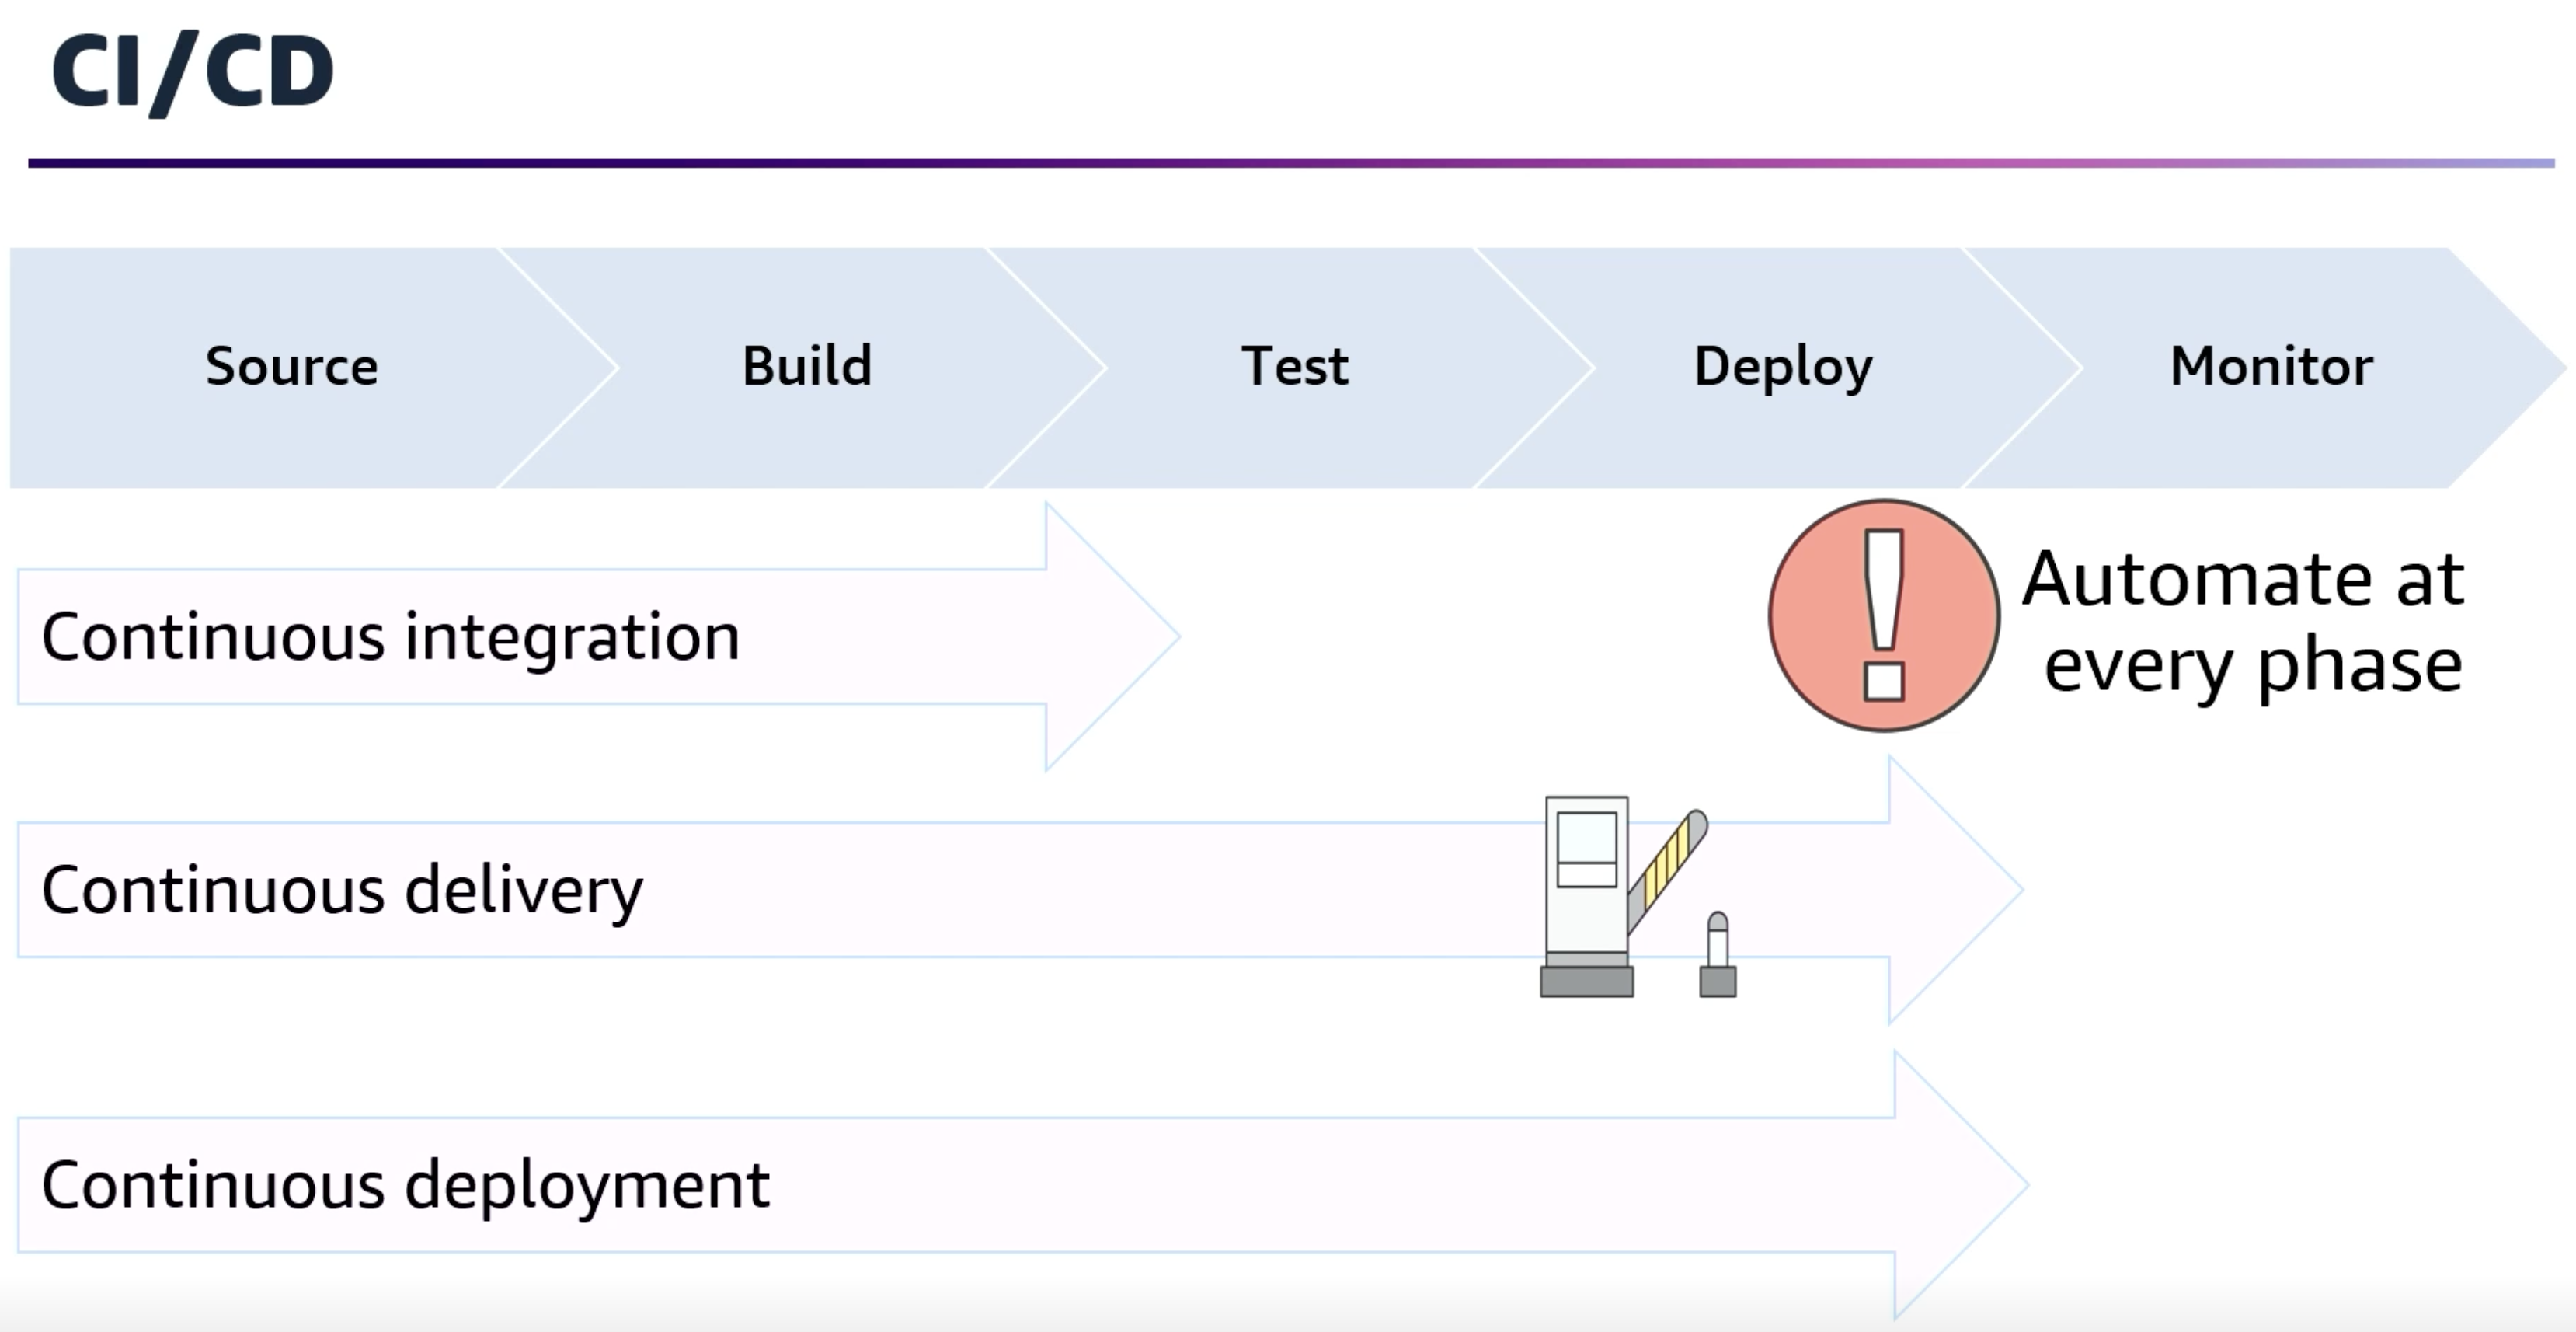 CI/CD
Source
Build
Test
Deploy
Monitor
Continuous integration
Automate at
every phase
Continuous delivery
Continuous deployment